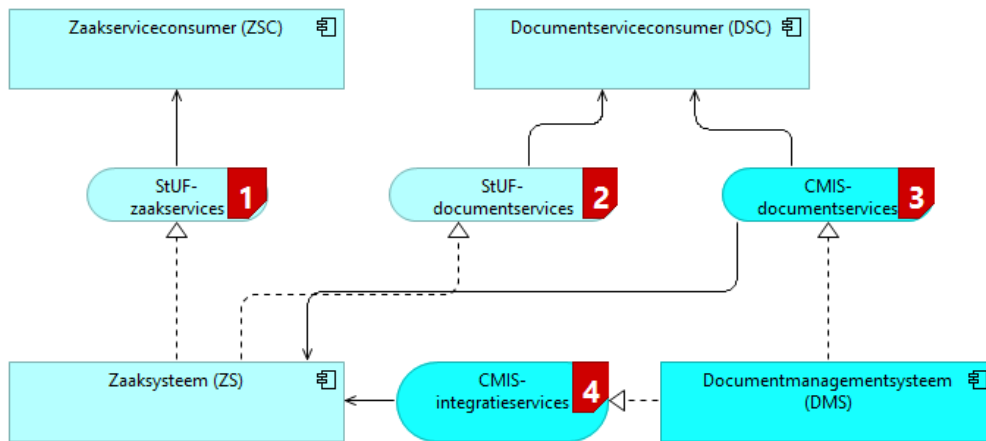 Zaakserviceconsumer (ZSC)
Documentserviceconsumer (DSC)
StUF-
zaakservices
1
StUF-
documentservices
2
CMIS-
documentservices
3
Zaaksysteem (ZS)
CMIS-
integratieservices
4
Documentmanagementsysteem
(DMS)